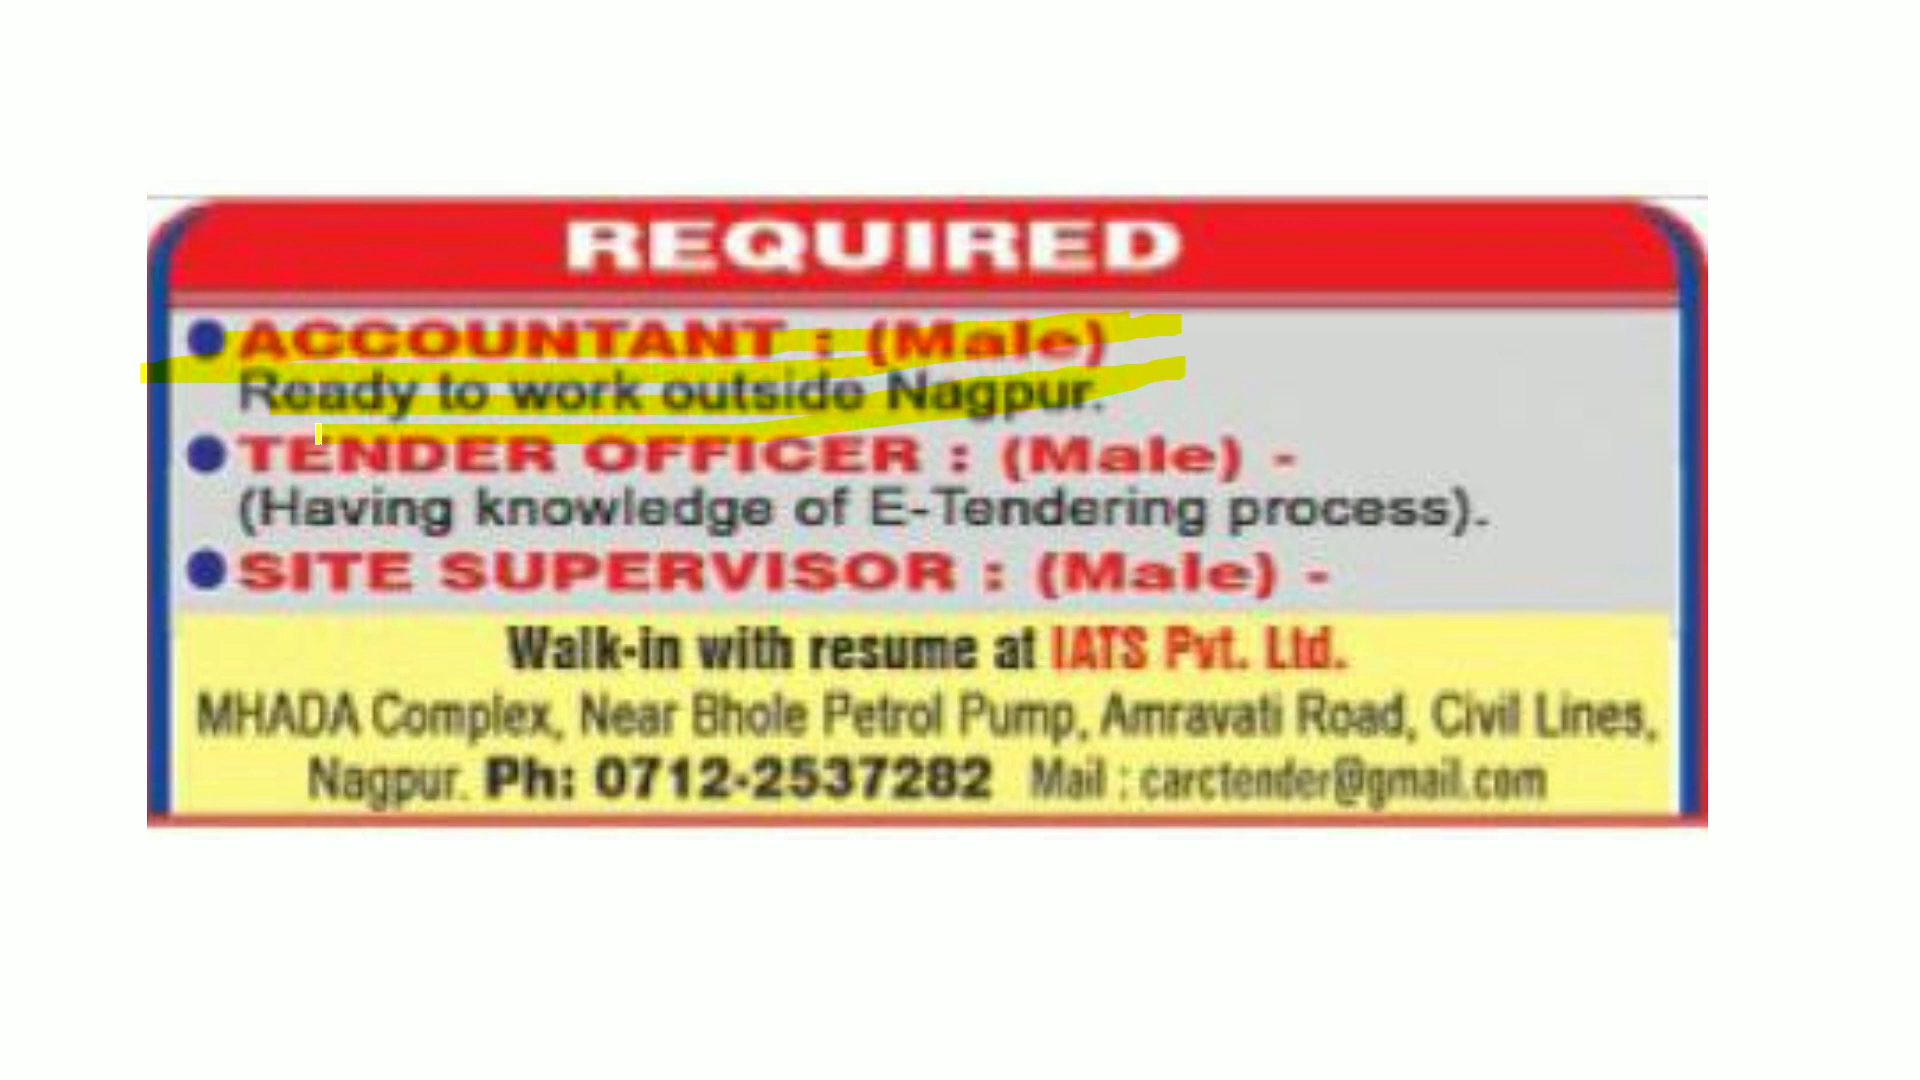 REQUIRED
● ACCOUNTANT : (Male)
Ready to work outside Nagpur.
● TENDER OFFICER : (Male) -
(Having knowledge of E-Tendering process).
● SITE SUPERVISOR : (Male) -
Walk-in with resume at IATS Pvt. Ltd.
MHADA Complex, Near Bhole Petrol Pump, Amravati Road, Civil Lines,
Nagpur. Ph: 0712-2537282 Mail : carctender@gmail.com